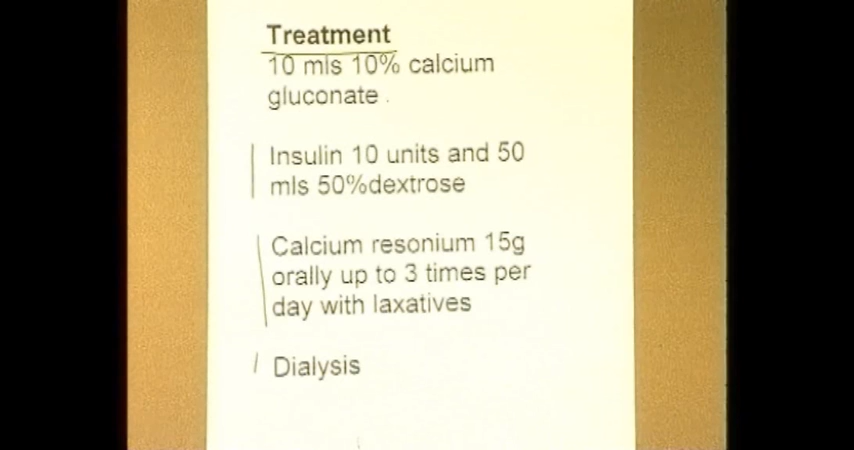 Treatment
10 mls 10% calcium
gluconate .
Insulin 10 units and 50
mls 50%dextrose
Calcium resonium 15g
orally up to 3 times per
day with laxatives
Dialysis